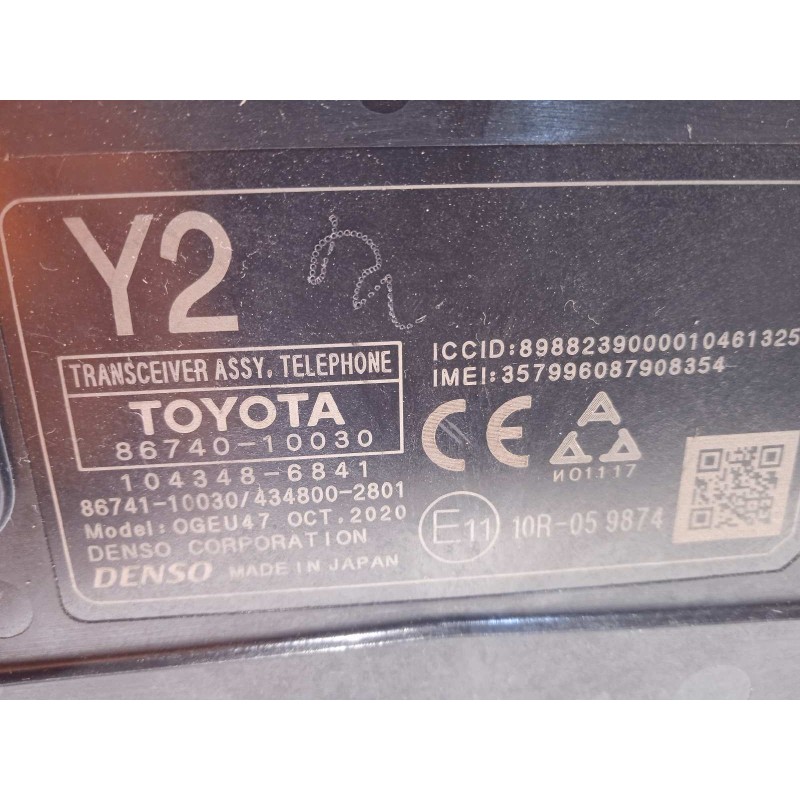 Y2
TRANSCEIVER ASSY, TELEPHONE
TOYOTA
86740-10030
104348-6841
86741-10030/434800-2801
Model: OGEU47 OCT, 2020
DENSO CORPORATION
DENSO MADE IN JAPAN
ICCID:8988239000010461325
IMEI:357996087908354
CE
И01117
E11 10R-05 9874